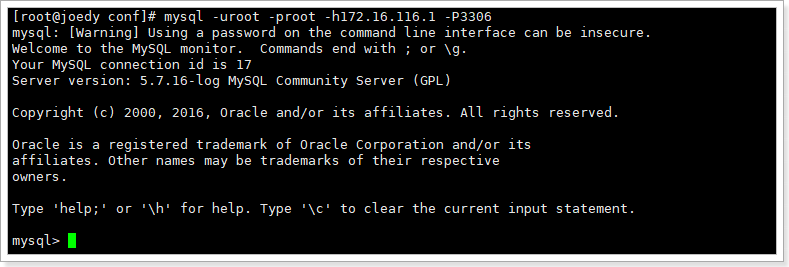 [root@joedy conf]# mysql -uroot -proot -h172.16.116.1 -P3306
mysql: [Warning] Using a password on the command line interface can be insecure.
Welcome to the MySQL monitor.  Commands end with ; or \g.
Your MySQL connection id is 17
Server version: 5.7.16-log MySQL Community Server (GPL)
Copyright (c) 2000, 2016, Oracle and/or its affiliates. All rights reserved.
Oracle is a registered trademark of Oracle Corporation and/or its
affiliates. Other names may be trademarks of their respective
owners.
Type 'help;' or '\h' for help. Type '\c' to clear the current input statement.
mysql>